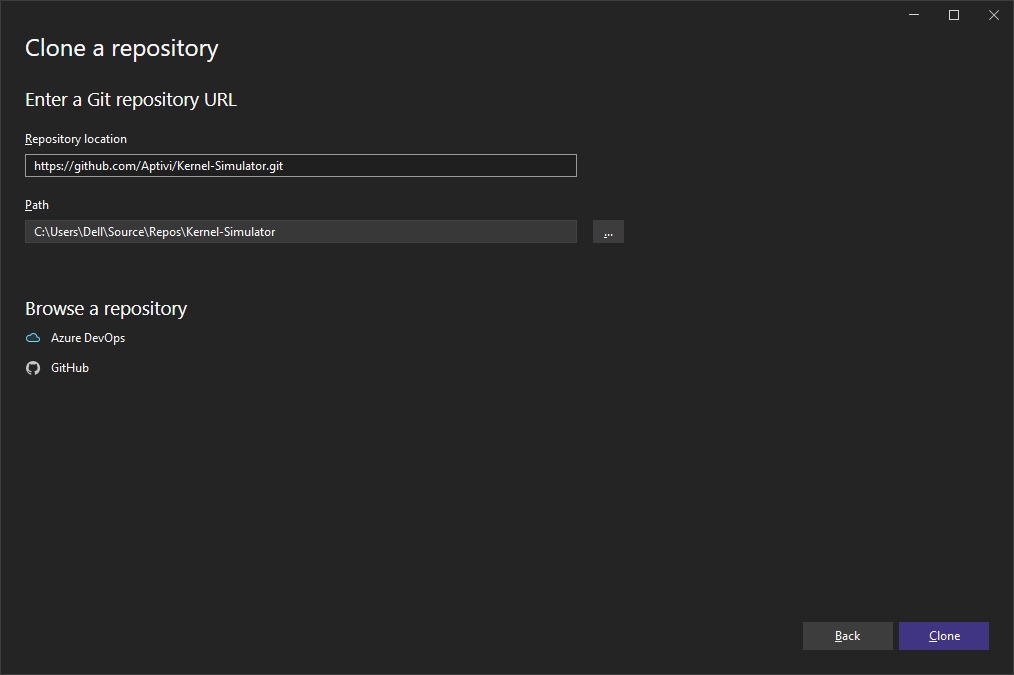 Clone a repository
Enter a Git repository URL
Repository location
https://github.com/Aptivi/Kernel-Simulator.git
Path
C:\Users\Dell\Source\Repos\Kernel-Simulator
...
Browse a repository
Azure DevOps
GitHub
Back
Clone